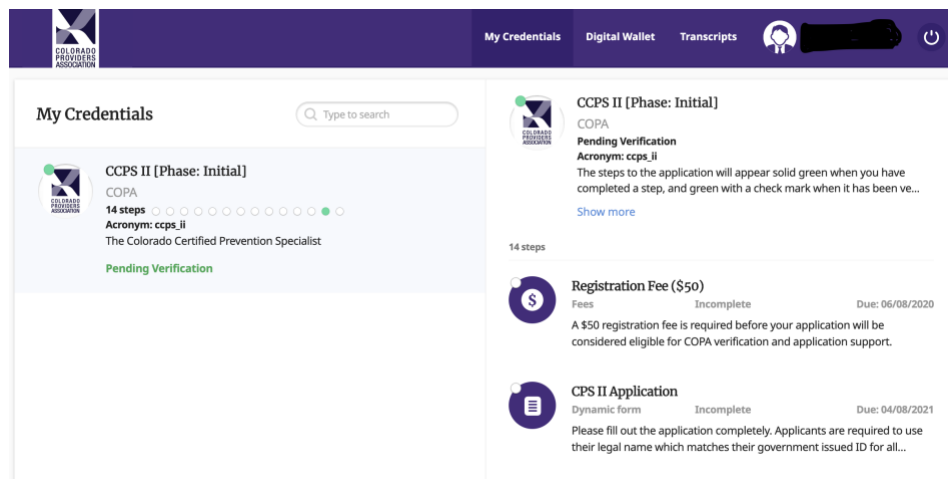 COLORADO
PROVIDERS
ASSOCIATION
My Credentials
Digital Wallet
Transcripts
My Credentials
Type to search
COLORADO
PROVIDERS
ASSOCIATION
CCPS II [Phase: Initial]
COPA
14 steps
Acronym: ccps_ii
The Colorado Certified Prevention Specialist
Pending Verification
COLORADO
PROVIDERS
ASSOCIATION
CCPS II [Phase: Initial]
COPA
Pending Verification
Acronym: ccps_ii
The steps to the application will appear solid green when you have
completed a step, and green with a check mark when it has been ve...
Show more
14 steps
$
Registration Fee ($50)
Fees Incomplete Due: 06/08/2020
A $50 registration fee is required before your application will be
considered eligible for COPA verification and application support.
CPS II Application
Dynamic form Incomplete Due: 04/08/2021
Please fill out the application completely. Applicants are required to use
their legal name which matches their government issued ID for all...